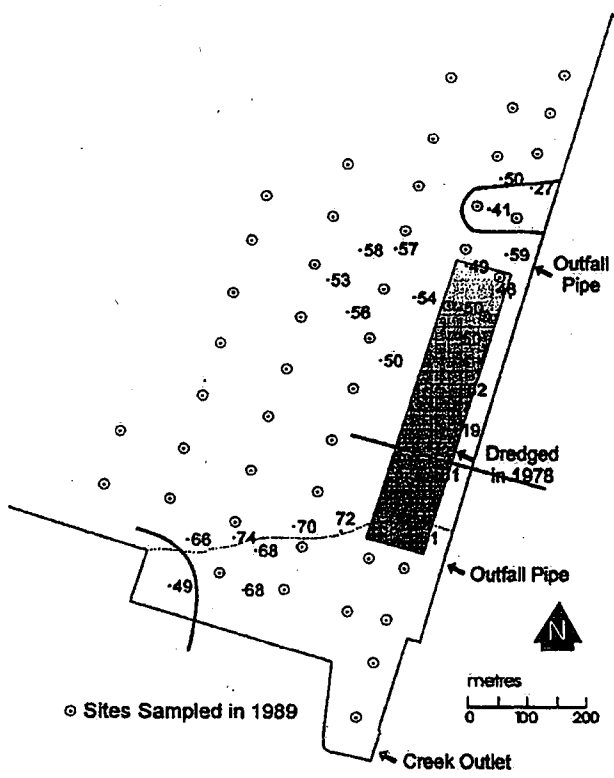 ·50
·27
·41
·58 ·57
·59
·49
Outfall
Pipe
·53
·54
·50
·66 ·74 ·70 72
·68
1
·49
·68
Dredged
in 1978
Outfall Pipe
N
metres
0 100 200
⊙ Sites Sampled in 1989
Creek Outlet